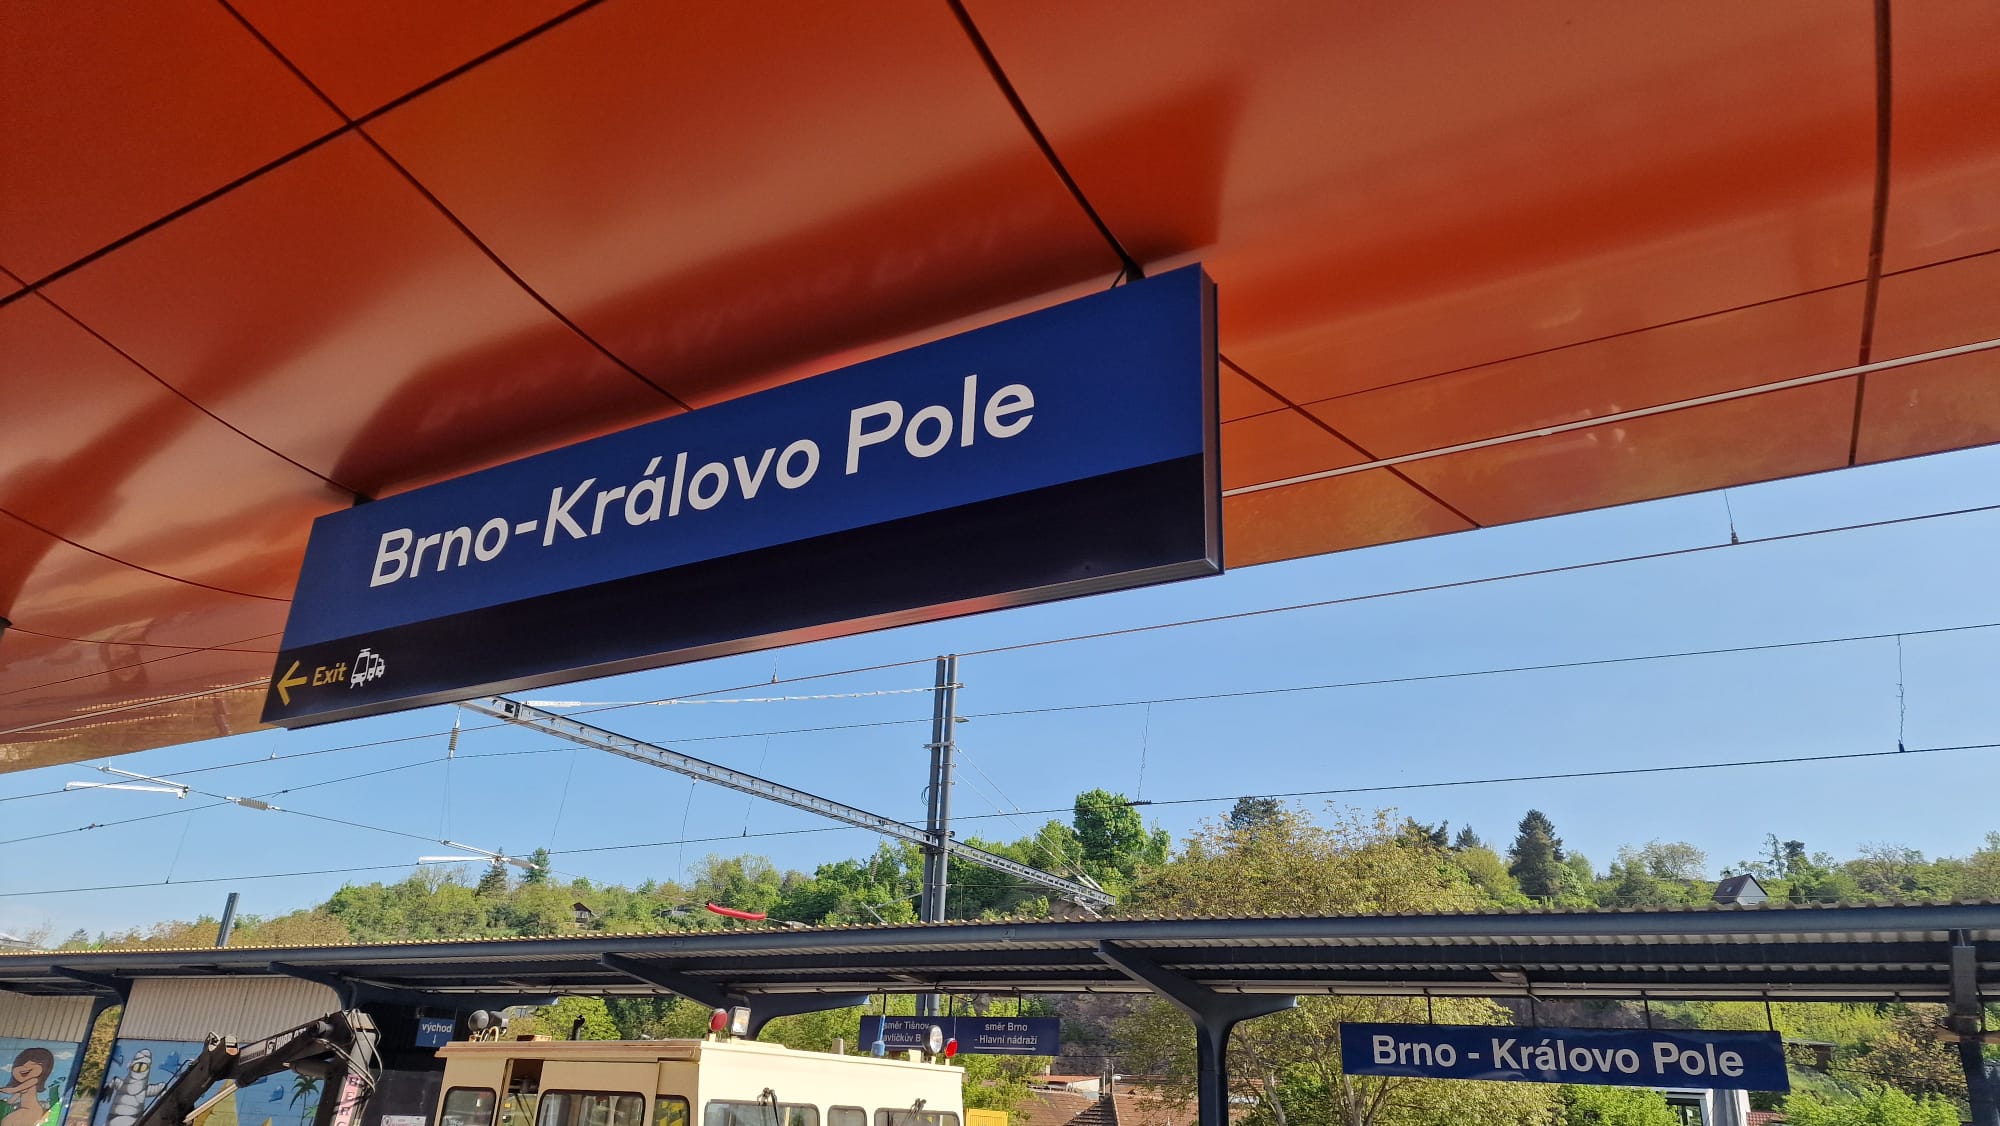 Brno-Královo Pole
← Exit
východ
↓
směr Tišnov
směr Brno
- Hlavní nádraží
Brno - Královo Pole